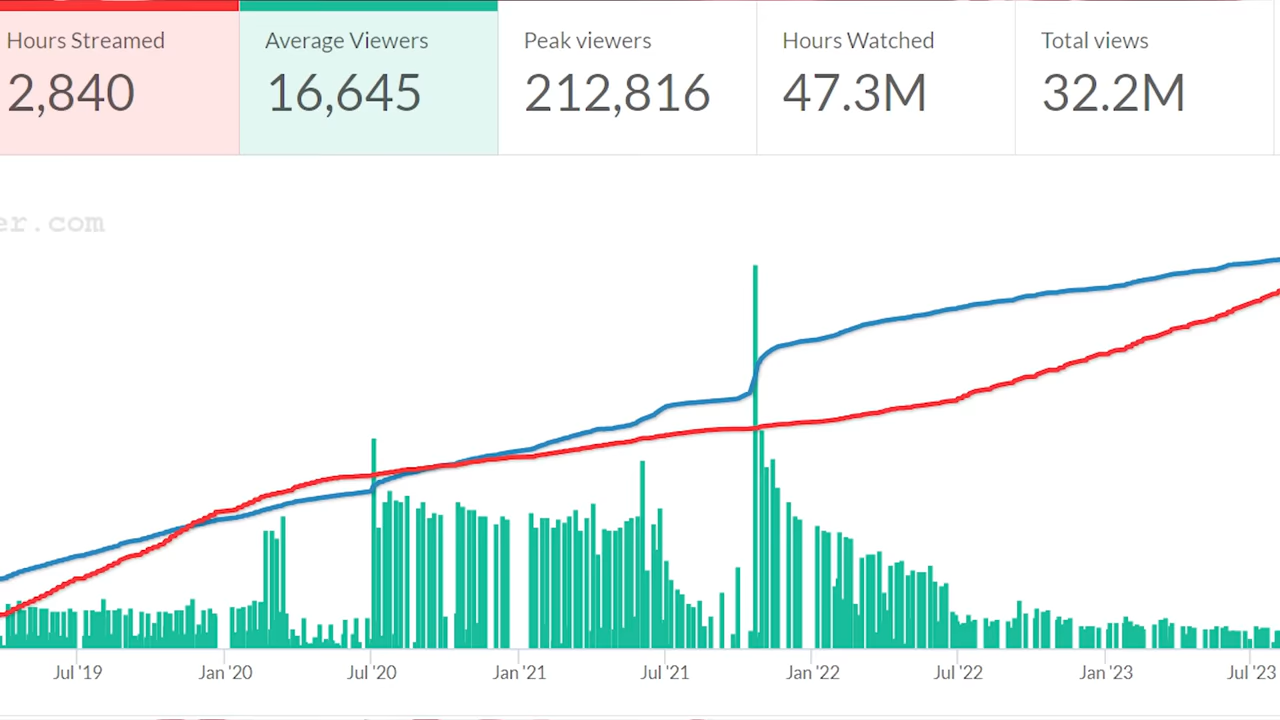 Hours Streamed Average Viewers Peak viewers Hours Watched Total views
2,840 16,645 212,816 47.3M 32.2M
er.com
Jul '19 Jan '20 Jul '20 Jan '21 Jul '21 Jan '22 Jul '22 Jan '23 Jul '23